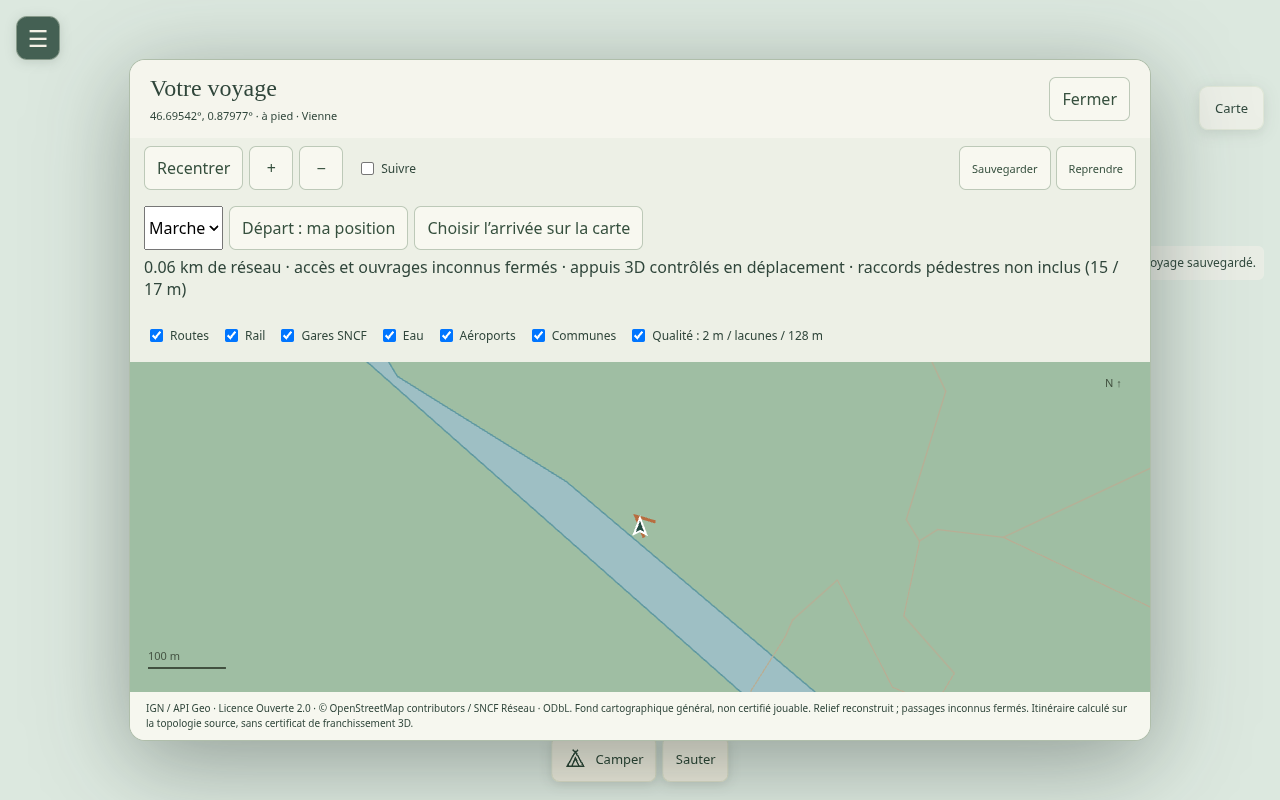 ☰
Votre voyage
46.69542°, 0.87977° · à pied · Vienne
Fermer
Carte
Recentrer
+
−
Suivre
Sauvegarder
Reprendre
Marche
Départ : ma position
Choisir l’arrivée sur la carte
0.06 km de réseau · accès et ouvrages inconnus fermés · appuis 3D contrôlés en déplacement · raccords pédestres non inclus (15 /
17 m)
oyage sauvegardé.
Routes
Rail
Gares SNCF
Eau
Aéroports
Communes
Qualité : 2 m / lacunes / 128 m
N ↑
100 m
IGN / API Geo · Licence Ouverte 2.0 · © OpenStreetMap contributors / SNCF Réseau · ODbL. Fond cartographique général, non certifié jouable. Relief reconstruit ; passages inconnus fermés. Itinéraire calculé sur
la topologie source, sans certificat de franchissement 3D.
Camper
Sauter